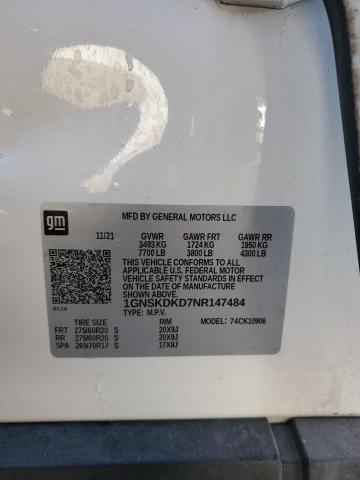 gm
MFD BY GENERAL MOTORS LLC
11/21 GVWR GAWR FRT GAWR RR
3493 KG 1724 KG 1950 KG
7700 LB 3800 LB 4300 LB
THIS VEHICLE CONFORMS TO ALL
APPLICABLE U.S. FEDERAL MOTOR
VEHICLE SAFETY STANDARDS IN EFFECT
ON THE DATE OF MANUFACTURE
SHOWN ABOVE.
1GNSKDKD7NR147484
TYPE: M.P.V. 74CK10906
TIRE SIZE RIM
FRT 275/60R20 S 20X9J
RR 275/60R20 S 20X9J
SPA 265/70R17 S 17X8J